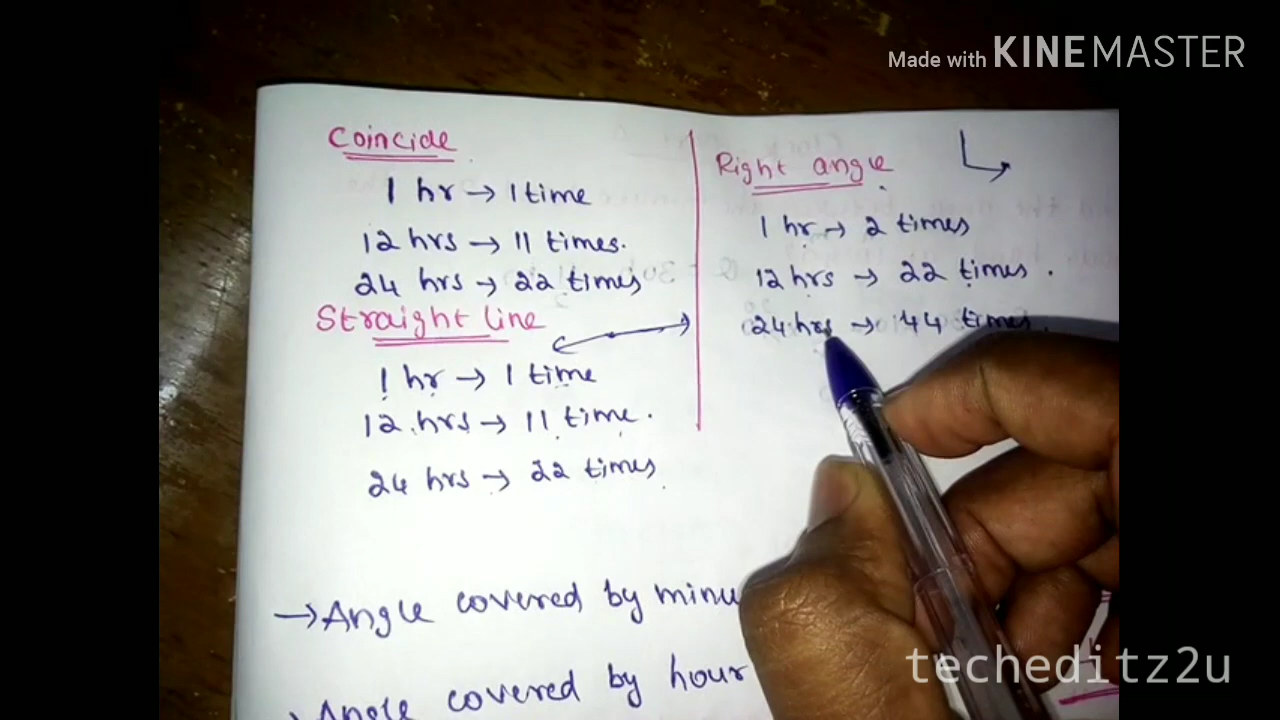 Made with KINEMASTER
Coincide
1 hr → 1 time
12 hrs → 11 times.
24 hrs → 22 times
Straight line
1 hr → 1 time
12 hrs → 11 time.
24 hrs → 22 times
Right angle
1 hr → 2 times
12 hrs → 22 times.
24 hrs → 44 times.
→ Angle covered by minu
→ Angle covered by hour
techeditz2u